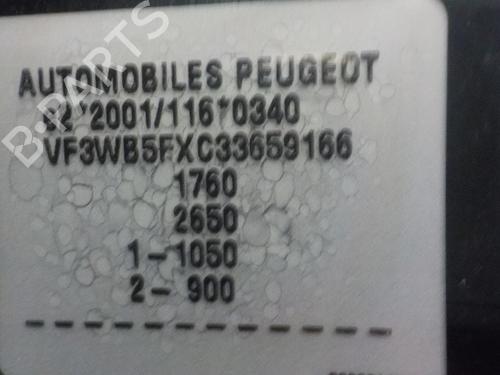 AUTOMOBILES PEUGEOT
e2*2001/116*0340
VF3WB5FXC33659166
1760
2650
1-1050
2- 900
B-PARTS